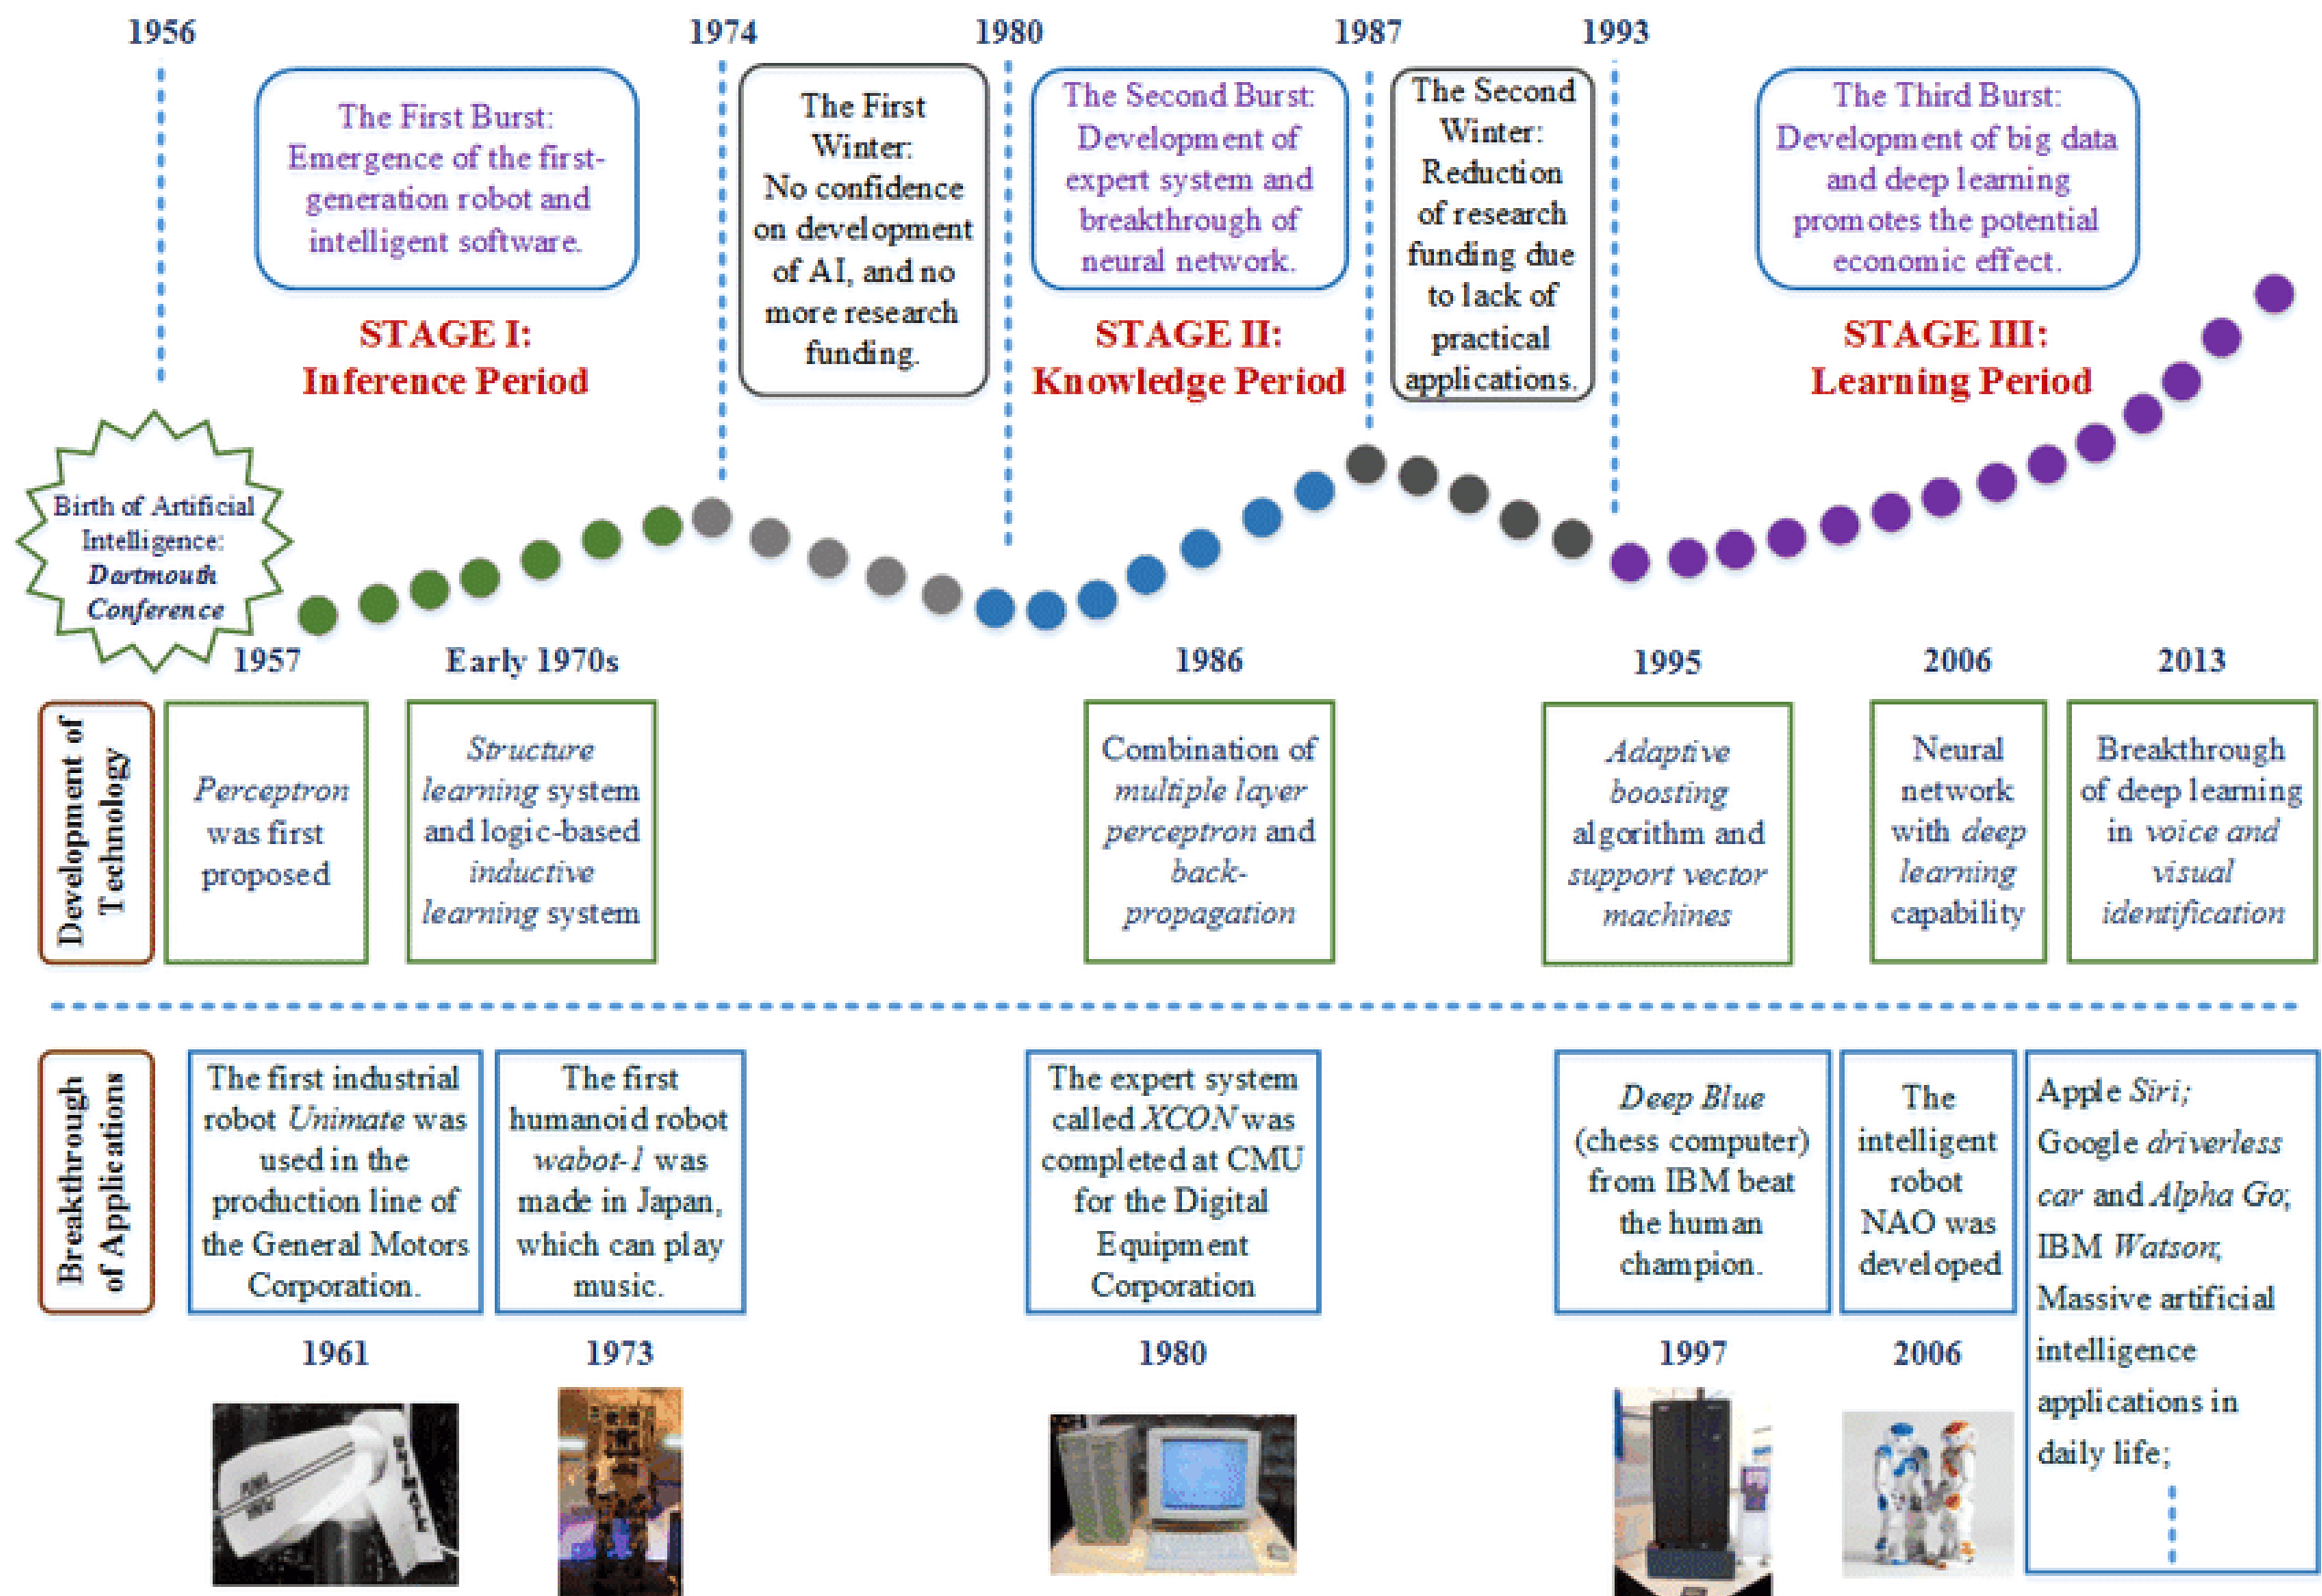 1956
1974
1980
1987
1993
The First Burst:
Emergence of the first-
generation robot and
intelligent software.
STAGE I:
Inference Period
The First
Winter:
No confidence
on development
of AI, and no
more research
funding.
The Second Burst:
Development of
expert system and
breakthrough of
neural network.
STAGE II:
Knowledge Period
The Second
Winter:
Reduction
of research
funding due
to lack of
practical
applications.
The Third Burst:
Development of big data
and deep learning
promotes the potential
economic effect.
STAGE III:
Learning Period
Birth of Artificial
Intelligence:
Dartmouth
Conference
1957
Early 1970s
1986
1995
2006
2013
Development of
Technology
Perceptron
was first
proposed
Structure
learning system
and logic-based
inductive
learning system
Combination of
multiple layer
perceptron and
back-
propagation
Adaptive
boosting
algorithm and
support vector
machines
Neural
network
with deep
learning
capability
Breakthrough
of deep learning
in voice and
visual
identification
Breakthrough
of Applications
The first industrial
robot Unimate was
used in the
production line of
the General Motors
Corporation.
The first
humanoid robot
wabot-1 was
made in Japan,
which can play
music.
The expert system
called XCON was
completed at CMU
for the Digital
Equipment
Corporation
Deep Blue
(chess computer)
from IBM beat
the human
champion.
The
intelligent
robot
NAO was
developed
Apple Siri;
Google driverless
car and Alpha Go;
IBM Watson;
Massive artificial
intelligence
applications in
daily life;
1961
1973
1980
1997
2006
UNIMATE